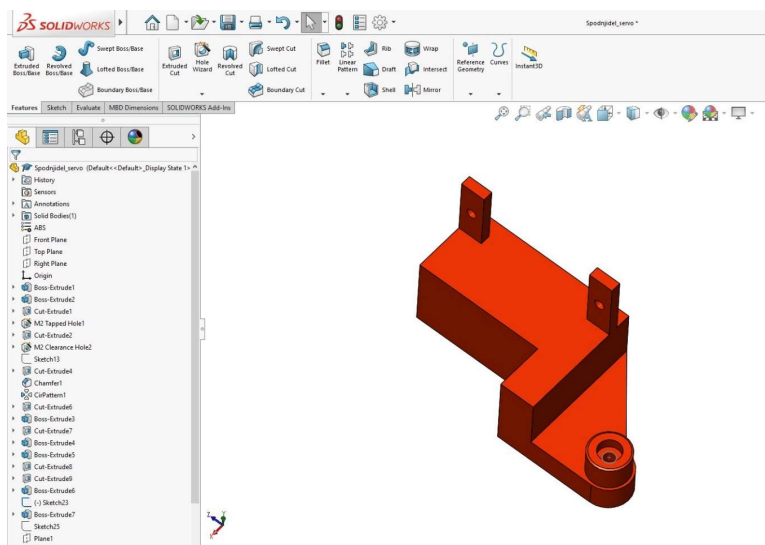 SOLIDWORKS
Spodnjidel_servo *
Extruded Boss/Base
Revolved Boss/Base
Swept Boss/Base
Lofted Boss/Base
Boundary Boss/Base
Extruded Cut
Hole Wizard
Revolved Cut
Swept Cut
Lofted Cut
Boundary Cut
Fillet
Linear Pattern
Rib
Draft
Shell
Wrap
Intersect
Mirror
Reference Geometry
Curves
Instant3D
Features Sketch Evaluate MBD Dimensions SOLIDWORKS Add-Ins
Spodnjidel_servo (Default<<Default>_Display State 1>
History
Sensors
Annotations
Solid Bodies(1)
ABS
Front Plane
Top Plane
Right Plane
Origin
Boss-Extrude1
Boss-Extrude2
Cut-Extrude1
M2 Tapped Hole1
Cut-Extrude2
M2 Clearance Hole2
Sketch13
Cut-Extrude4
Chamfer1
CirPattern1
Cut-Extrude6
Boss-Extrude3
Cut-Extrude7
Boss-Extrude4
Boss-Extrude5
Cut-Extrude8
Cut-Extrude9
Boss-Extrude6
(-) Sketch23
Boss-Extrude7
Sketch25
Plane1
Z
Y
X